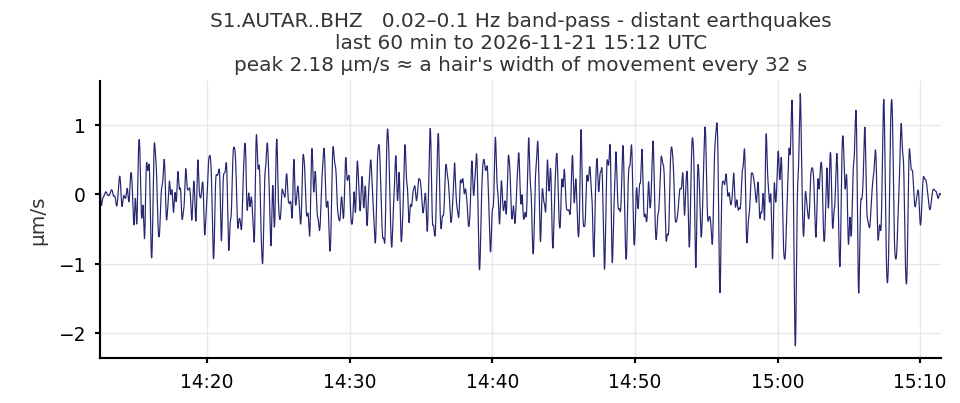 S1.AUTAR..BHZ   0.02–0.1 Hz band-pass - distant earthquakes
last 60 min to 2026-11-21 15:12 UTC
peak 2.18 µm/s ≈ a hair's width of movement every 32 s
µm/s
1
0
−1
−2
14:20
14:30
14:40
14:50
15:00
15:10